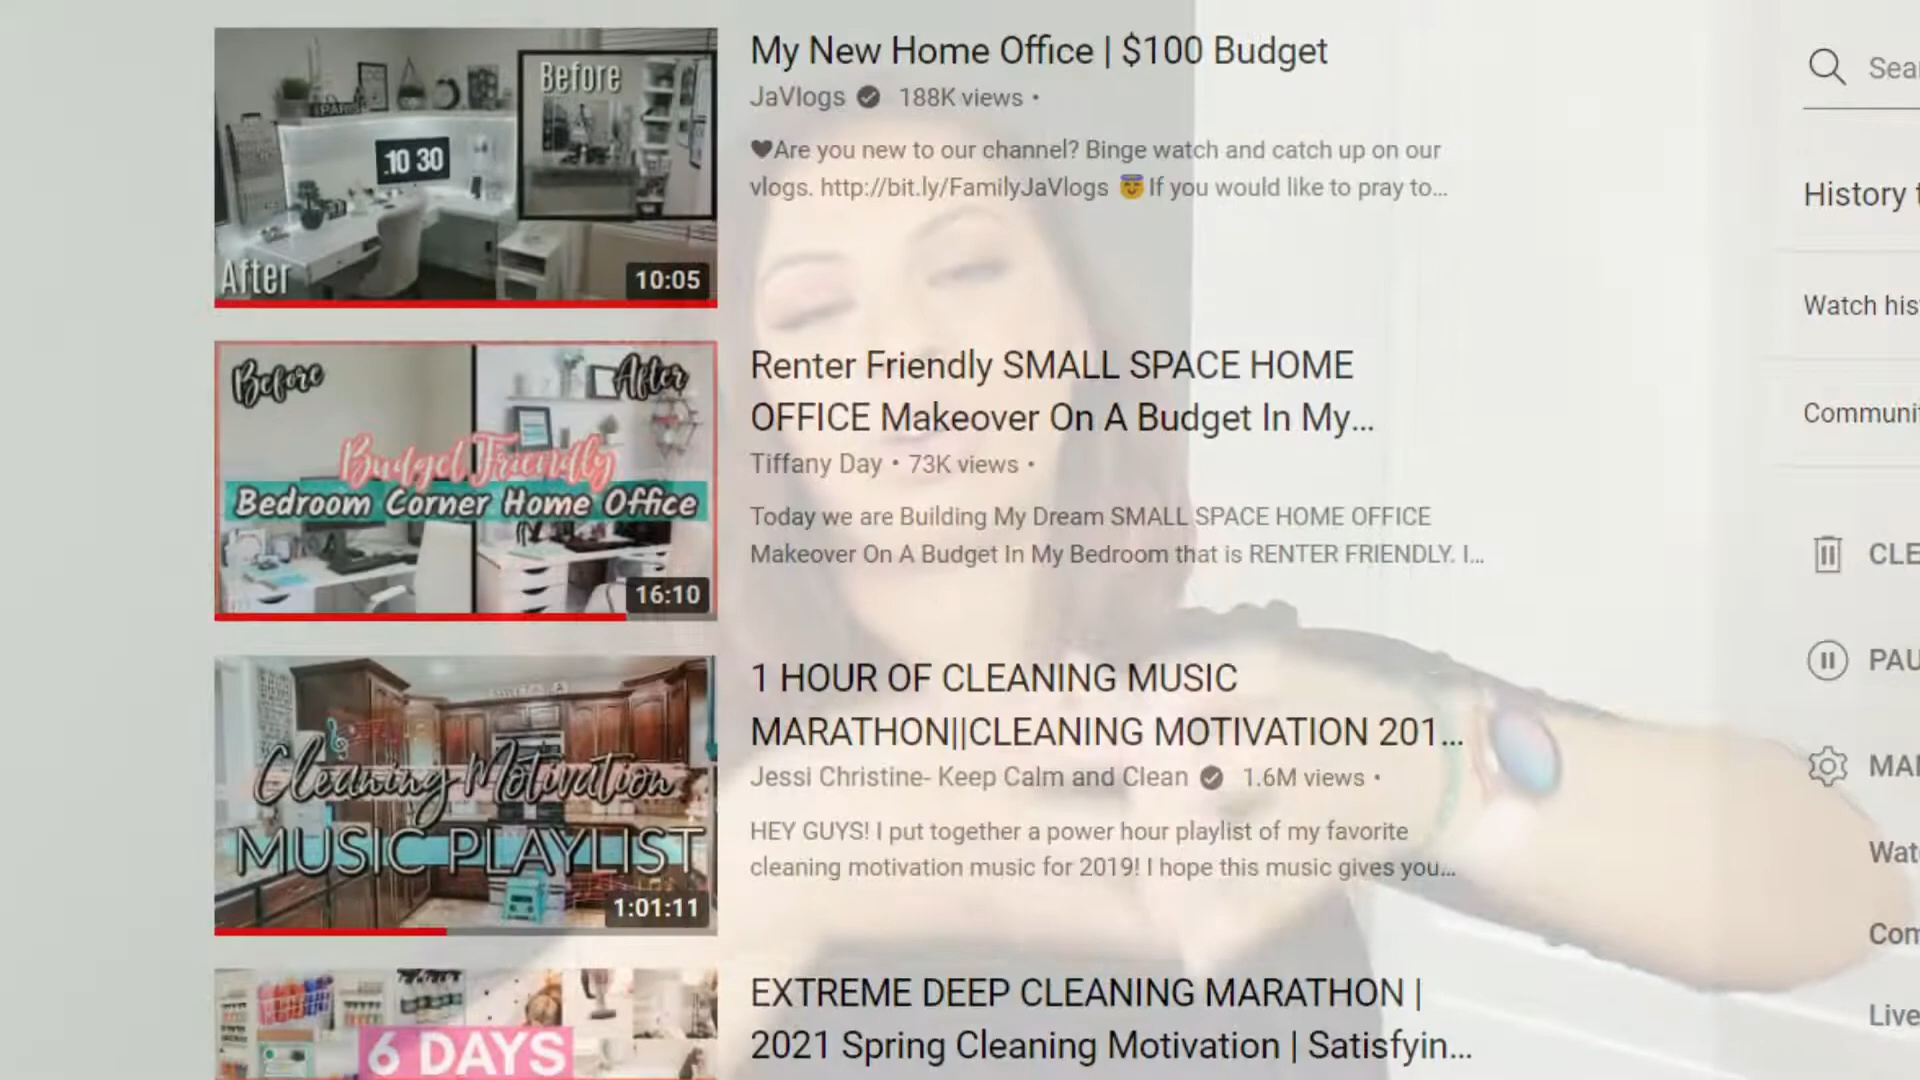 Before
After
10 30
10:05
My New Home Office | $100 Budget
JaVlogs 188K views •
❤Are you new to our channel? Binge watch and catch up on our
vlogs. http://bit.ly/FamilyJaVlogs 😇If you would like to pray to...
Before
After
Budget Friendly
Bedroom Corner Home Office
16:10
Renter Friendly SMALL SPACE HOME
OFFICE Makeover On A Budget In My...
Tiffany Day • 73K views •
Today we are Building My Dream SMALL SPACE HOME OFFICE
Makeover On A Budget In My Bedroom that is RENTER FRIENDLY. I...
Cleaning Motivation
MUSIC PLAYLIST
1:01:11
1 HOUR OF CLEANING MUSIC
MARATHON||CLEANING MOTIVATION 201...
Jessi Christine- Keep Calm and Clean 1.6M views •
HEY GUYS! I put together a power hour playlist of my favorite
cleaning motivation music for 2019! I hope this music gives you...
6 DAYS
EXTREME DEEP CLEANING MARATHON |
2021 Spring Cleaning Motivation | Satisfyin...
Sear
History t
Watch his
Communi
CLE
PAU
MAN
Wat
Com
Live